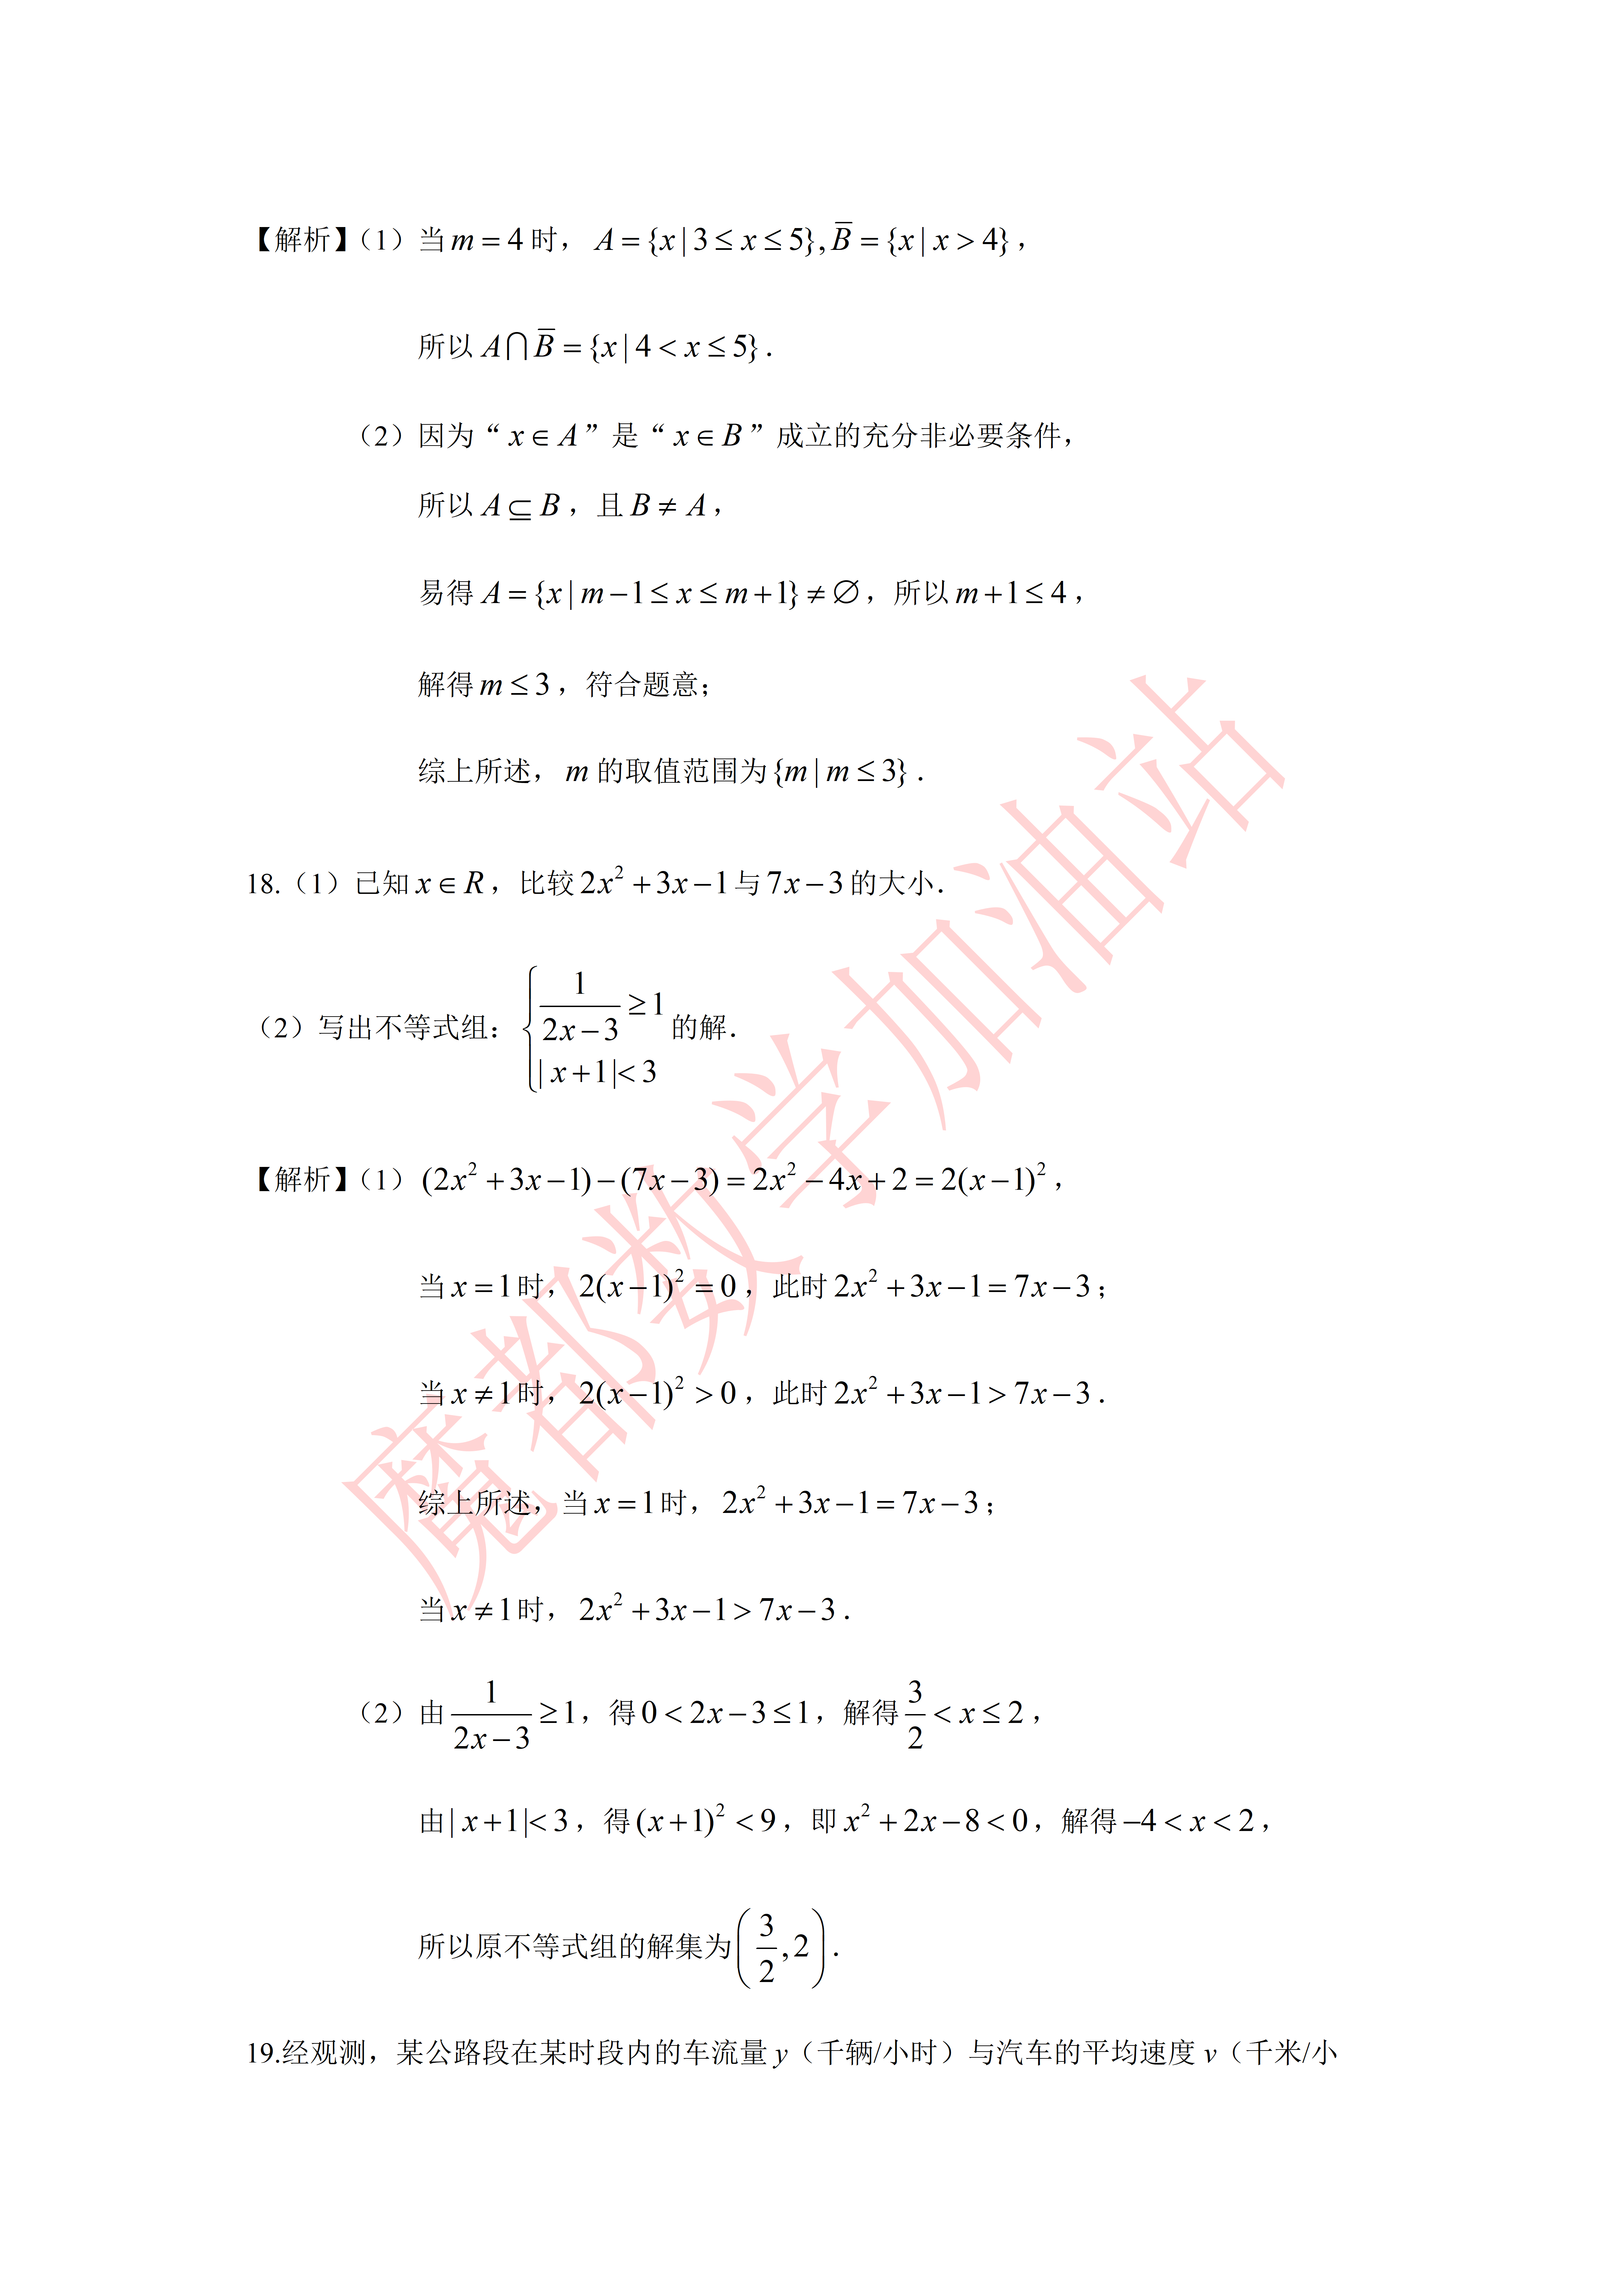 【解析】（1）当 m = 4 时， A = {x | 3 ≤ x ≤ 5}, B̅ = {x | x > 4}，
所以 A⋂B̅ = {x | 4 < x ≤ 5}．
（2）因为“ x ∈ A ”是“ x ∈ B ”成立的充分非必要条件，
所以 A ⊆ B ，且 B ≠ A ，
易得 A = {x | m − 1 ≤ x ≤ m + 1} ≠ ∅，所以 m + 1 ≤ 4 ，
解得 m ≤ 3 ，符合题意；
综上所述， m 的取值范围为 {m | m ≤ 3}．
18.（1）已知 x ∈ R ，比较 2x² + 3x − 1 与 7x − 3 的大小．
（2）写出不等式组： { 1/(2x − 3) ≥ 1
| x + 1 |< 3 的解．
【解析】（1） (2x² + 3x − 1) − (7x − 3) = 2x² − 4x + 2 = 2(x − 1)² ，
当 x = 1 时， 2(x − 1)² = 0 ，此时 2x² + 3x − 1 = 7x − 3 ；
当 x ≠ 1 时， 2(x − 1)² > 0 ，此时 2x² + 3x − 1 > 7x − 3 ．
综上所述，当 x = 1 时， 2x² + 3x − 1 = 7x − 3 ；
当 x ≠ 1 时， 2x² + 3x − 1 > 7x − 3 ．
（2）由 1/(2x − 3) ≥ 1，得 0 < 2x − 3 ≤ 1，解得 3/2 < x ≤ 2 ，
由 | x + 1 |< 3 ，得 (x + 1)² < 9 ，即 x² + 2x − 8 < 0 ，解得 −4 < x < 2 ，
所以原不等式组的解集为 (3/2, 2)．
19.经观测，某公路段在某时段内的车流量 y（千辆/小时）与汽车的平均速度 v（千米/小
魔都数学加油站